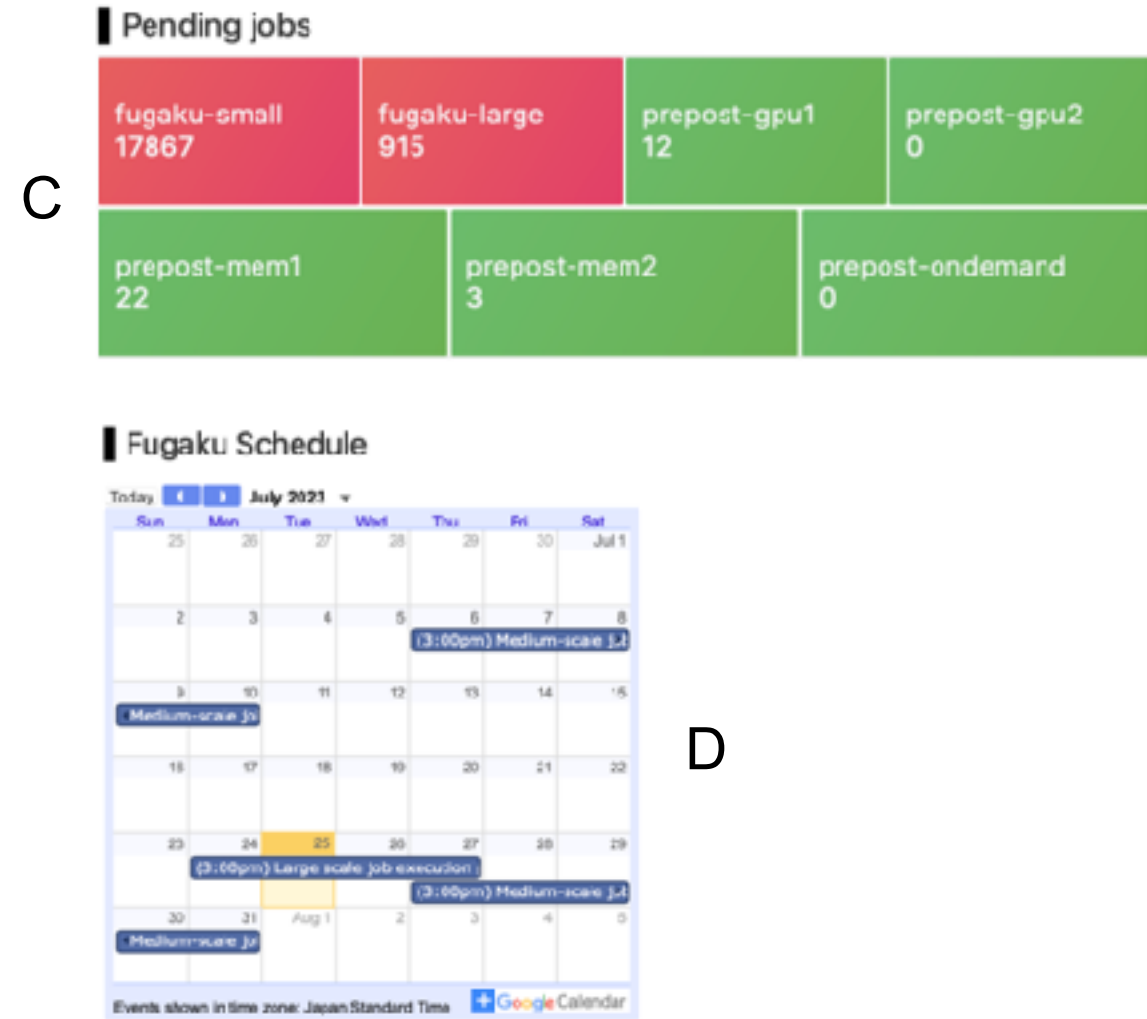 Pending jobs
fugaku-small fugaku-large prepost-gpu1 prepost-gpu2
17867 915 12 0
C
prepost-mem1 prepost-mem2 prepost-ondemand
22 3 0
Fugaku Schedule
Today July 2023
Sun Mon Tue Wed Thu Fri Sat
25 26 27 28 29 30 Jul 1
2 3 4 5 6 7 8
(3:00pm) Medium-scale
9 10 11 12 13 14 15
Medium-scale
D
16 17 18 19 20 21 22
23 24 25 26 27 28 29
(3:00pm) Large scale job execution
(3:00pm) Medium-scale
30 31 Aug 1 2 3 4 5
Medium-scale
Events shown in time zone: Japan Standard Time Google Calendar